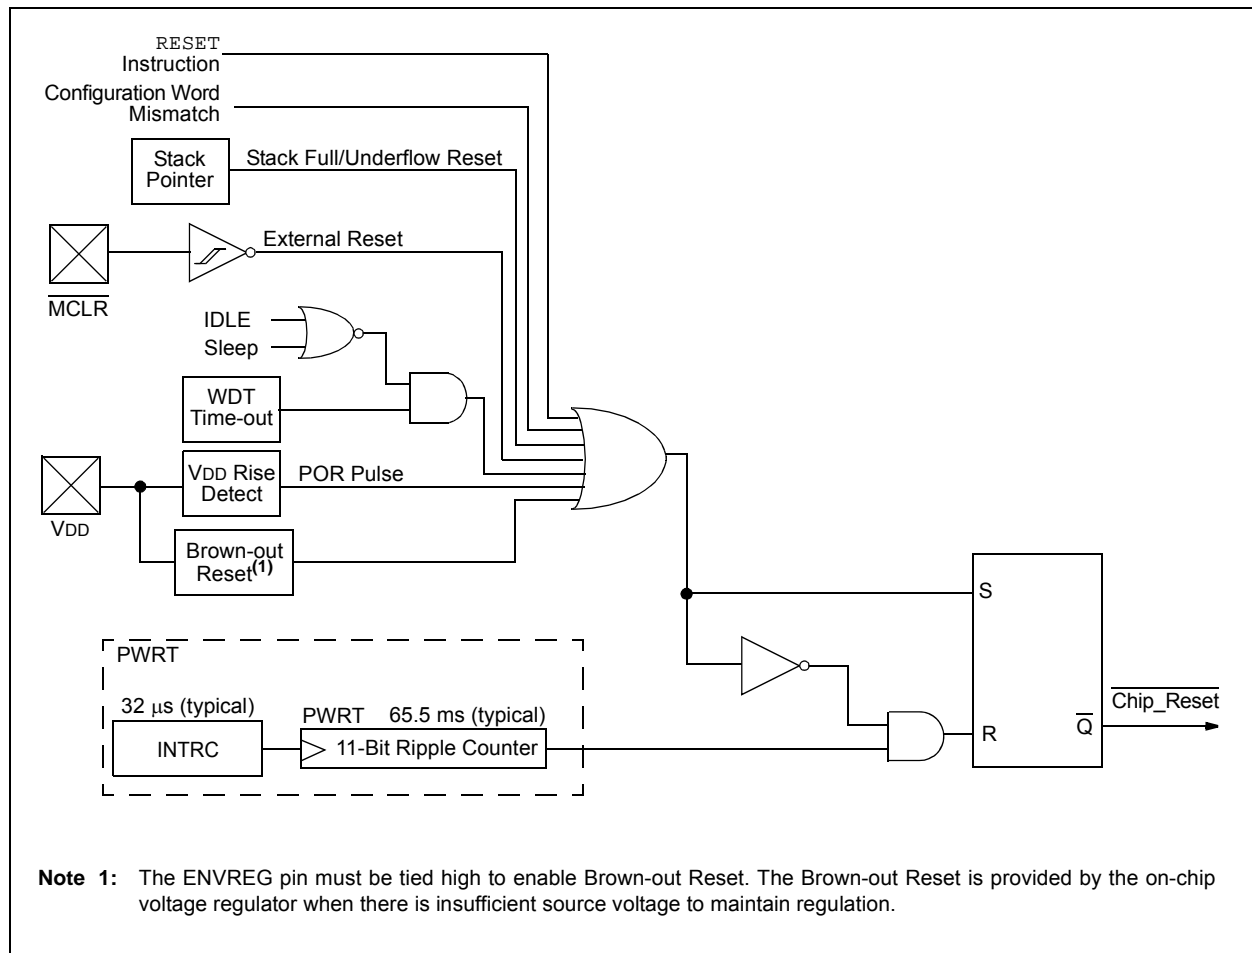 RESET
Instruction
Configuration Word
Mismatch
Stack
Pointer
Stack Full/Underflow Reset
External Reset
MCLR
IDLE
Sleep
WDT
Time-out
VDD Rise
Detect
POR Pulse
VDD
Brown-out
Reset(1)
S
PWRT
32 μs (typical)
PWRT 65.5 ms (typical)
INTRC
11-Bit Ripple Counter
R
Q
Chip_Reset
Note 1: The ENVREG pin must be tied high to enable Brown-out Reset. The Brown-out Reset is provided by the on-chip
voltage regulator when there is insufficient source voltage to maintain regulation.